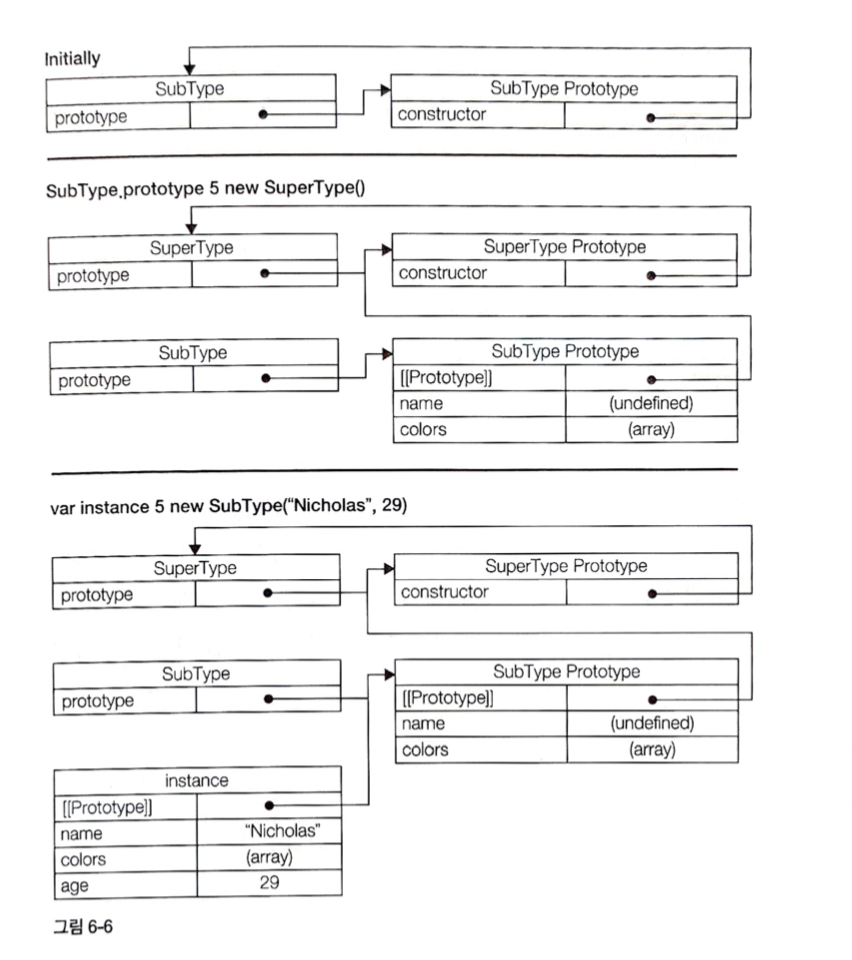 Initially
SubType
SubType Prototype
prototype
constructor
SubType.prototype 5 new SuperType()
SuperType
SuperType Prototype
prototype
constructor
SubType
SubType Prototype
prototype
[[Prototype]]
name (undefined)
colors (array)
var instance 5 new SubType(“Nicholas”, 29)
SuperType
SuperType Prototype
prototype
constructor
SubType
SubType Prototype
prototype
[[Prototype]]
name (undefined)
colors (array)
instance
[[Prototype]]
name “Nicholas”
colors (array)
age 29
그림 6-6